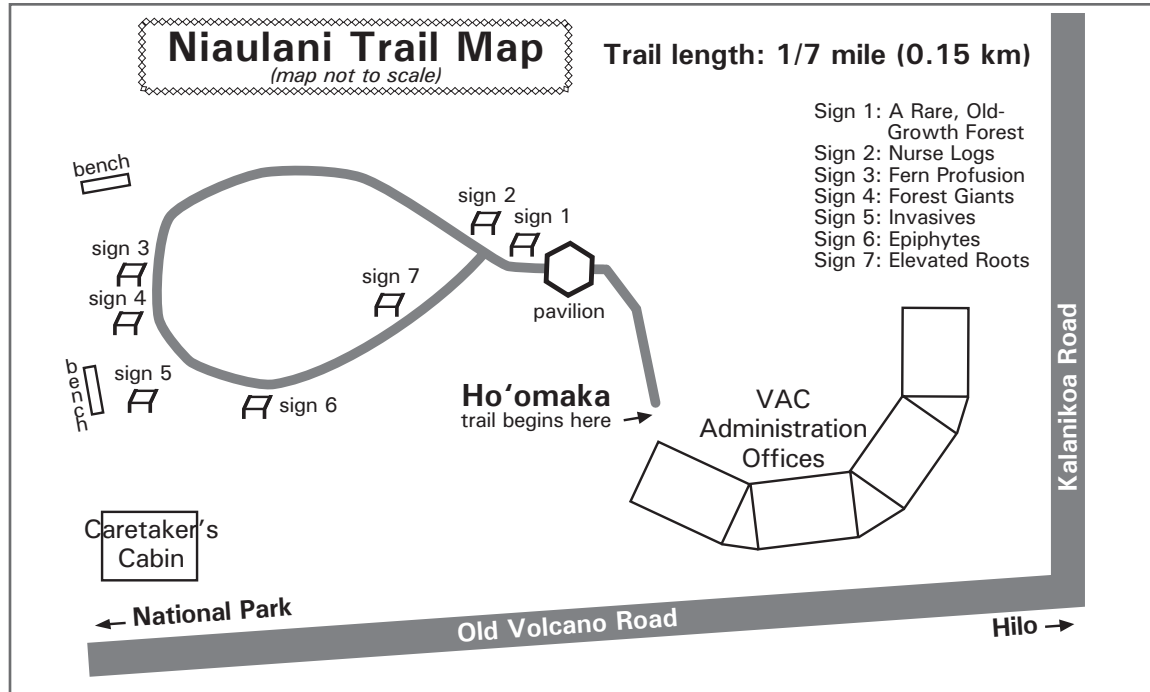 Niaulani Trail Map
(map not to scale)
Trail length: 1/7 mile (0.15 km)
Sign 1: A Rare, Old-
Growth Forest
Sign 2: Nurse Logs
Sign 3: Fern Profusion
Sign 4: Forest Giants
Sign 5: Invasives
Sign 6: Epiphytes
Sign 7: Elevated Roots
bench
sign 2
sign 1
sign 3
sign 7
sign 4
pavilion
bench
sign 5
sign 6
Hoʻomaka
trail begins here →
VAC
Administration
Offices
Kalanikoa Road
Caretaker's
Cabin
← National Park
Old Volcano Road
Hilo →